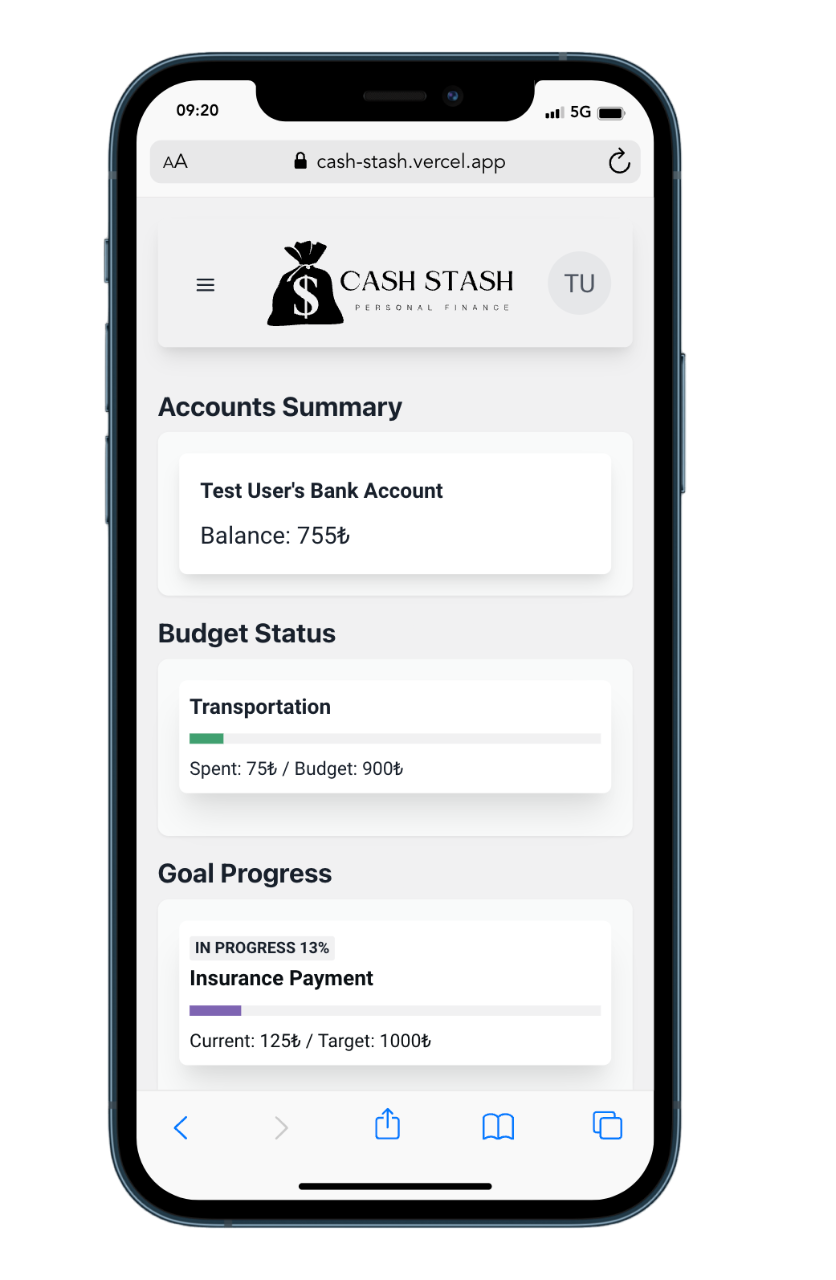 09:20
5G
AA
cash-stash.vercel.app
$
CASH STASH
PERSONAL FINANCE
TU
Accounts Summary
Test User's Bank Account
Balance: 755₺
Budget Status
Transportation
Spent: 75₺ / Budget: 900₺
Goal Progress
IN PROGRESS 13%
Insurance Payment
Current: 125₺ / Target: 1000₺